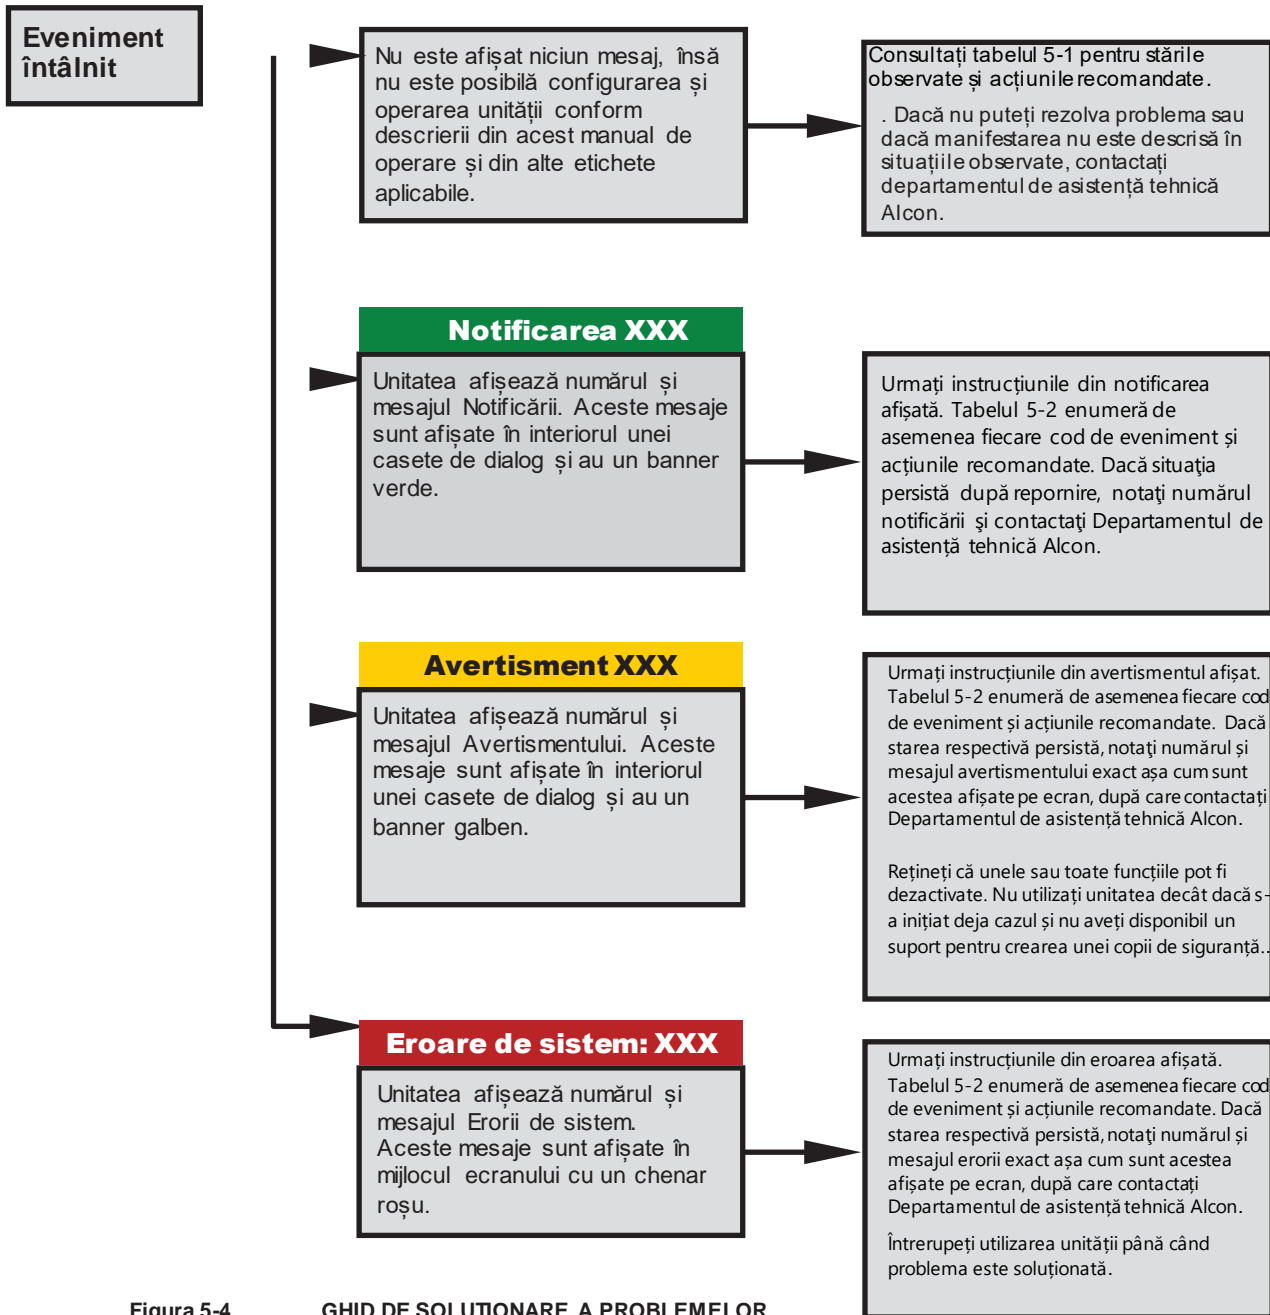 Eveniment
întâlnit
Nu este afișat niciun mesaj, însă
nu este posibilă configurarea și
operarea unității conform
descrierii din acest manual de
operare și din alte etichete
aplicabile.
Consultați tabelul 5-1 pentru stările
observate și acțiunile recomandate.
. Dacă nu puteți rezolva problema sau
dacă manifestarea nu este descrisă în
situațiile observate, contactați
departamentul de asistență tehnică
Alcon.
Notificarea XXX
Unitatea afișează numărul și
mesajul Notificării. Aceste mesaje
sunt afișate în interiorul unei
casete de dialog și au un banner
verde.
Urmați instrucțiunile din notificarea
afișată. Tabelul 5-2 enumeră de
asemenea fiecare cod de eveniment și
acțiunile recomandate. Dacă situaţia
persistă după repornire, notaţi numărul
notificării şi contactaţi Departamentul de
asistență tehnică Alcon.
Avertisment XXX
Unitatea afișează numărul și
mesajul Avertismentului. Aceste
mesaje sunt afișate în interiorul
unei casete de dialog și au un
banner galben.
Urmați instrucțiunile din avertismentul afișat.
Tabelul 5-2 enumeră de asemenea fiecare cod
de eveniment și acțiunile recomandate. Dacă
starea respectivă persistă, notaţi numărul și
mesajul avertismentului exact așa cum sunt
acestea afișate pe ecran, după care contactați
Departamentul de asistență tehnică Alcon.
Rețineți că unele sau toate funcțiile pot fi
dezactivate. Nu utilizați unitatea decât dacă s-
a inițiat deja cazul și nu aveți disponibil un
suport pentru crearea unei copii de siguranță..
Eroare de sistem: XXX
Unitatea afișează numărul și
mesajul Erorii de sistem.
Aceste mesaje sunt afișate în
mijlocul ecranului cu un chenar
roșu.
Urmați instrucțiunile din eroarea afișată.
Tabelul 5-2 enumeră de asemenea fiecare cod
de eveniment și acțiunile recomandate. Dacă
starea respectivă persistă, notaţi numărul și
mesajul erorii exact așa cum sunt acestea
afișate pe ecran, după care contactați
Departamentul de asistență tehnică Alcon.
Întrerupeți utilizarea unității până când
problema este soluționată.
Figura 5-4 GHID DE SOLUȚIONARE A PROBLEMELOR